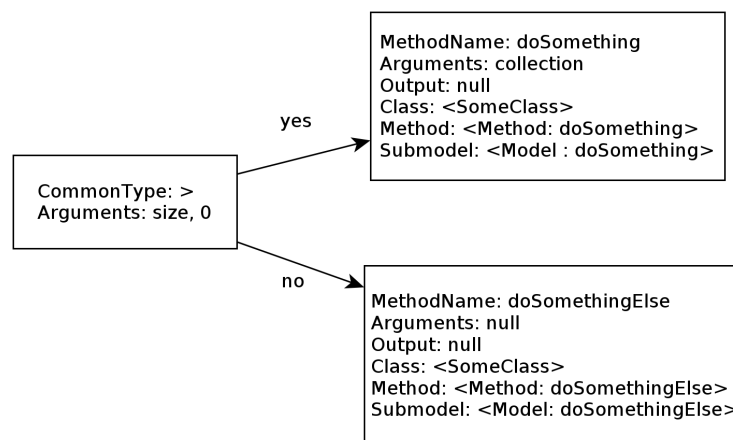 MethodName: doSomething
Arguments: collection
Output: null
Class: <SomeClass>
Method: <Method: doSomething>
Submodel: <Model : doSomething>
yes
CommonType: >
Arguments: size, 0
no
MethodName: doSomethingElse
Arguments: null
Output: null
Class: <SomeClass>
Method: <Method: doSomethingElse>
Submodel: <Model: doSomethingElse>